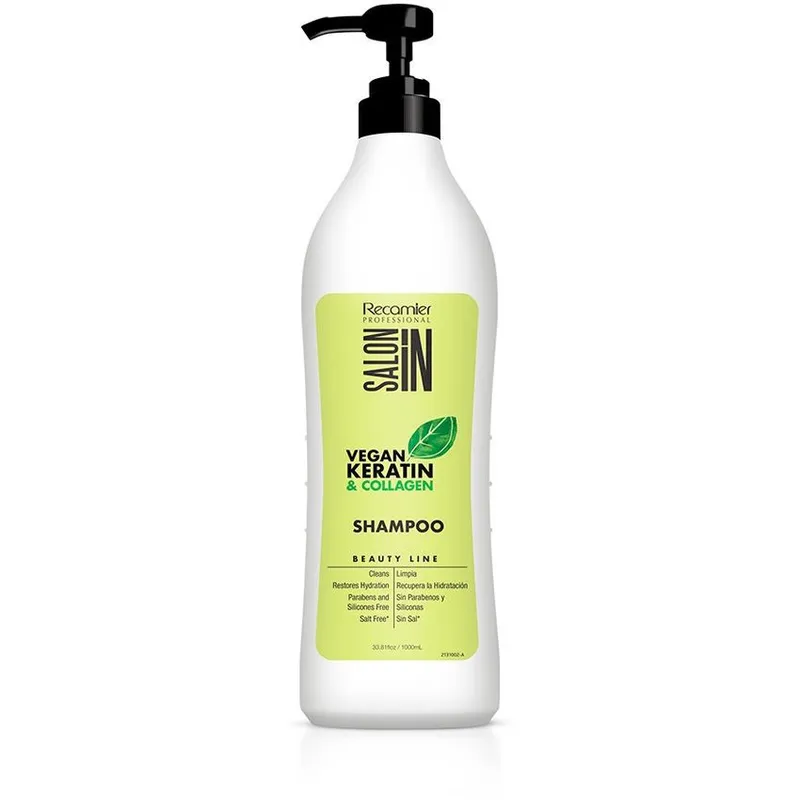 Recamier
PROFESSIONAL
SALON IN
VEGAN
KERATIN
& COLLAGEN
SHAMPOO
BEAUTY LINE
Cleans | Limpia
Restores Hydration | Recupera la Hidratación
Parabens and | Sin Parabenos y
Silicones Free | Siliconas
Salt Free* | Sin Sal*
33.81floz / 1000mL
2131002-A